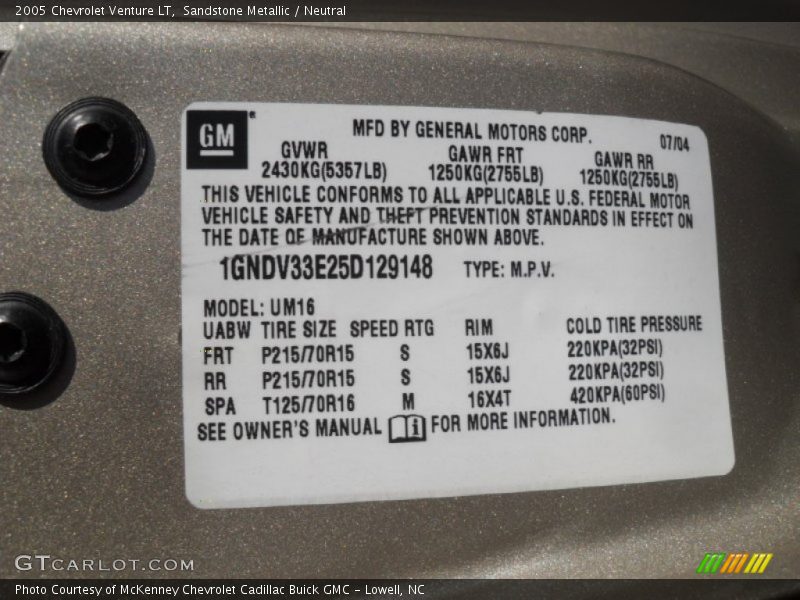 2005 Chevrolet Venture LT, Sandstone Metallic / Neutral
GM®
MFD BY GENERAL MOTORS CORP. 07/04
GVWR GAWR FRT GAWR RR
2430KG(5357LB) 1250KG(2755LB) 1250KG(2755LB)
THIS VEHICLE CONFORMS TO ALL APPLICABLE U.S. FEDERAL MOTOR
VEHICLE SAFETY AND THEFT PREVENTION STANDARDS IN EFFECT ON
THE DATE OF MANUFACTURE SHOWN ABOVE.
1GNDV33E25D129148 TYPE: M.P.V.
MODEL: UM16
UABW TIRE SIZE SPEED RTG RIM COLD TIRE PRESSURE
FRT P215/70R15 S 15X6J 220KPA(32PSI)
RR P215/70R15 S 15X6J 220KPA(32PSI)
SPA T125/70R16 M 16X4T 420KPA(60PSI)
SEE OWNER'S MANUAL i FOR MORE INFORMATION.
GTCARLOT.COM
Photo Courtesy of McKenney Chevrolet Cadillac Buick GMC - Lowell, NC